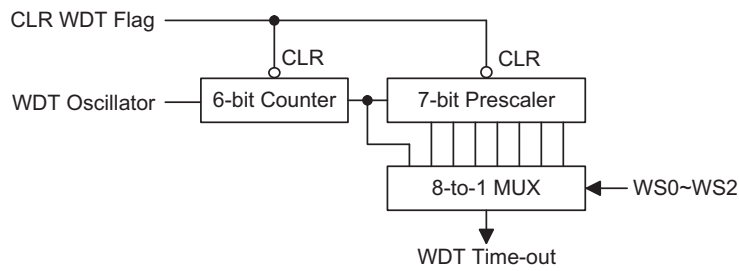 CLR WDT Flag
CLR
CLR
WDT Oscillator
6-bit Counter
7-bit Prescaler
8-to-1 MUX
WS0~WS2
WDT Time-out